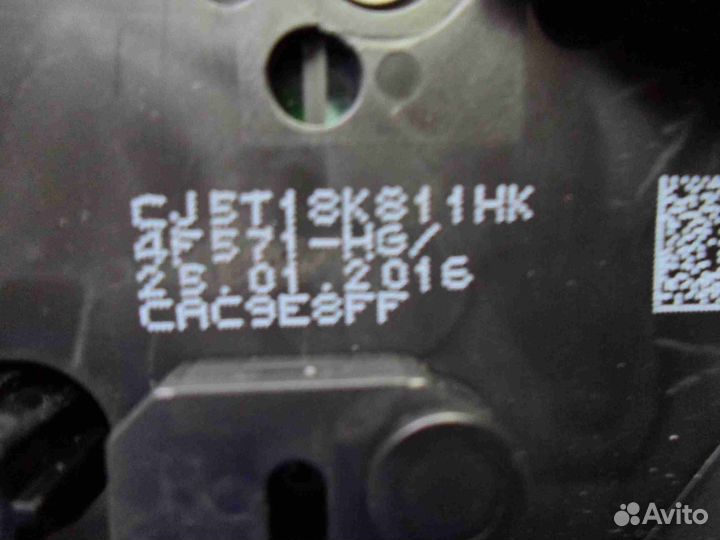 CJ5T18K811HK
4F571-HG/
25.01.2016
CAC9E8FF
Avito